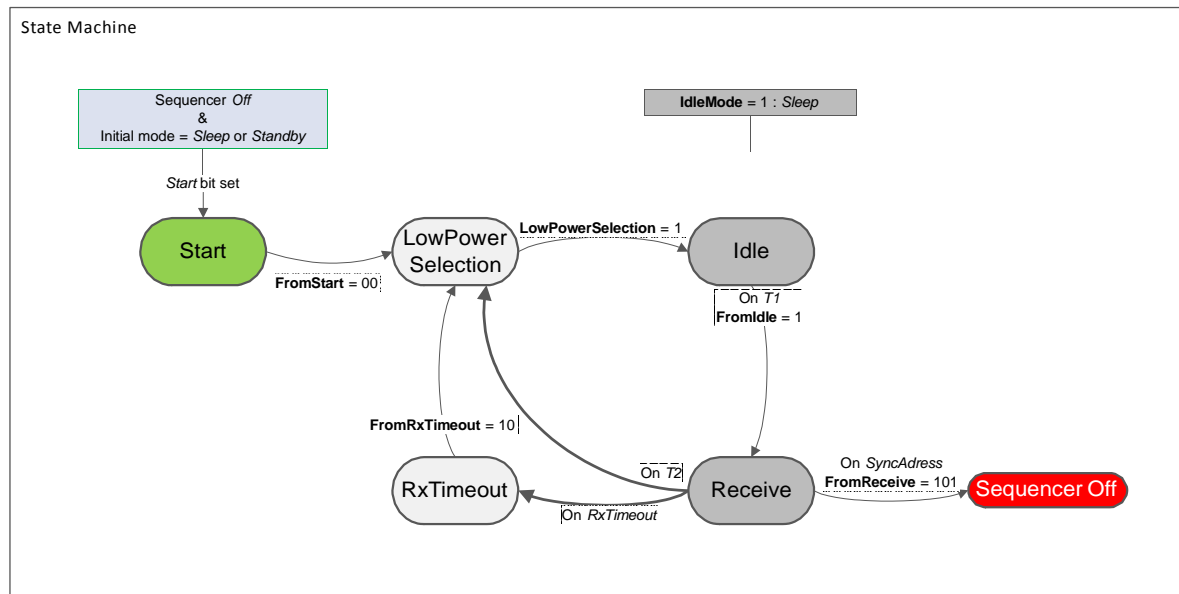 State Machine
Sequencer Off
&
Initial mode = Sleep or Standby
IdleMode = 1 : Sleep
Start bit set
Start
LowPower
Selection
LowPowerSelection = 1
Idle
FromStart = 00
On T1
FromIdle = 1
FromRxTimeout = 10
On T2
RxTimeout
On RxTimeout
Receive
On SyncAdress
FromReceive = 101
Sequencer Off